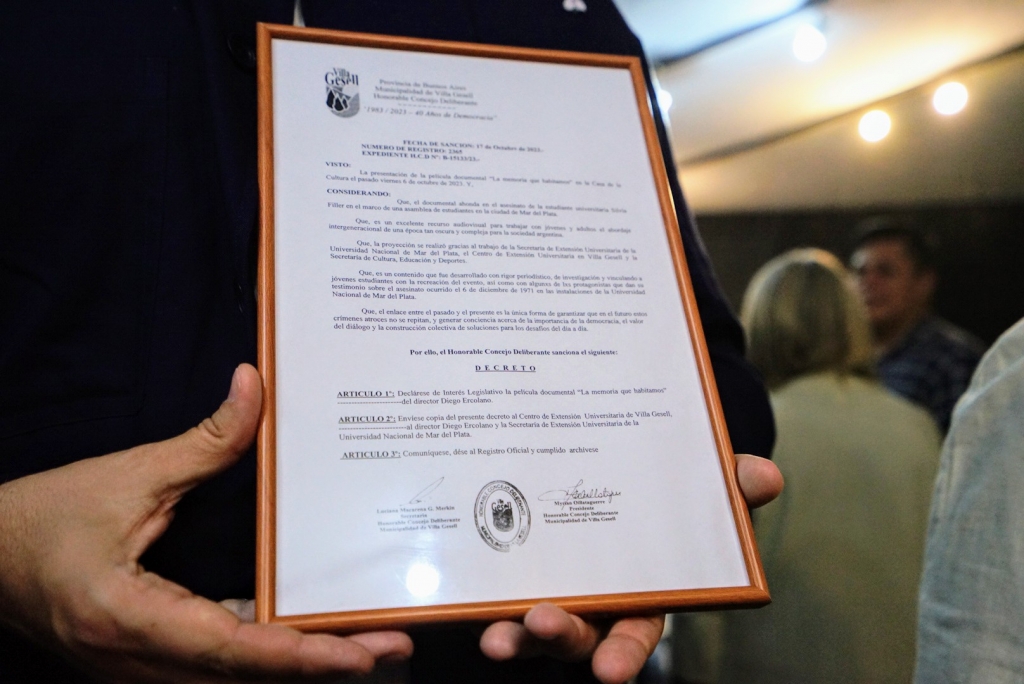 Villa
Gesell
Provincia de Buenos Aires
Municipalidad de Villa Gesell
Honorable Concejo Deliberante
"1983 / 2023 - 40 Años de Democracia"
FECHA DE SANCION: 17 de Octubre de 2023.-
NUMERO DE REGISTRO: 2365
EXPEDIENTE H.C.D Nº: B-15133/23.-
VISTO:
La presentación de la película documental "La memoria que habitamos" en la Casa de la
Cultura el pasado viernes 6 de octubre de 2023. Y,
CONSIDERANDO:
Que, el documental ahonda en el asesinato de la estudiante universitaria Silvia
Filler en el marco de una asamblea de estudiantes en la ciudad de Mar del Plata.
Que, es un excelente recurso audiovisual para trabajar con jóvenes y adultos el abordaje
intergeneracional de una época tan oscura y compleja para la sociedad argentina.
Que, la proyección se realizó gracias al trabajo de la Secretaría de Extensión Universitaria de la
Universidad Nacional de Mar del Plata, el Centro de Extensión Universitaria en Villa Gesell y la
Secretaría de Cultura, Educación y Deportes.
Que, es un contenido que fue desarrollado con rigor periodístico, de investigación y vinculando a
jóvenes estudiantes con la recreación del evento, así como con algunos de los protagonistas que dan su
testimonio sobre el asesinato ocurrido el 6 de diciembre de 1971 en las instalaciones de la Universidad
Nacional de Mar del Plata.
Que, el enlace entre el pasado y el presente es la única forma de garantizar que en el futuro estos
crímenes atroces no se repitan, y generar conciencia acerca de la importancia de la democracia, el valor
del diálogo y la construcción colectiva de soluciones para los desafíos del día a día.
Por ello, el Honorable Concejo Deliberante sanciona el siguiente:
D E C R E T O
ARTICULO 1º: Declárese de Interés Legislativo la película documental "La memoria que habitamos"
----------------------del director Diego Ercolano.
ARTICULO 2º: Envíese copia del presente decreto al Centro de Extensión Universitaria de Villa Gesell,
----------------------al director Diego Ercolano y la Secretaría de Extensión Universitaria de la
Universidad Nacional de Mar del Plata.
ARTICULO 3º: Comuníquese, dése al Registro Oficial y cumplido archívese
Luciana Macarena G.
Secretaria
Honorable Concejo Deliberante
Municipalidad de Villa Gesell
HONORABLE CONCEJO DELIBERANTE
Gesell
Myrian
Presidente
Honorable Concejo Deliberante
Municipalidad de Villa Gesell